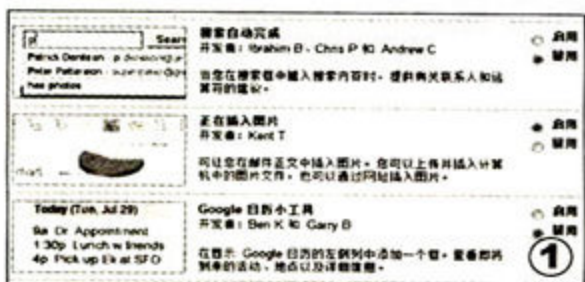 p
Sear
Patrick Denilson - p
Peter Patterson -
has photos
搜索自动完成
开发者：Ibrahim B、Chris P 和 Andrew C
当您在搜索框中输入搜索内容时，提供有关联系人和运
算符的建议。
启用
禁用
正在插入图片
开发者：Kent T
可让您在邮件正文中插入图片。您可以上传并插入计算
机中的图片文件，也可以通过网址插入图片。
启用
禁用
Today (Tue, Jul 29)
9a Dr. Appointment
1:30p Lunch w friends
4p Pick up Ek at SFO
Google 日历小工具
开发者：Ben K 和 Garry B
在显示 Google 日历的左侧列中添加一个框。查看即将
到来的活动、地点以及详细信息。
启用
禁用
①